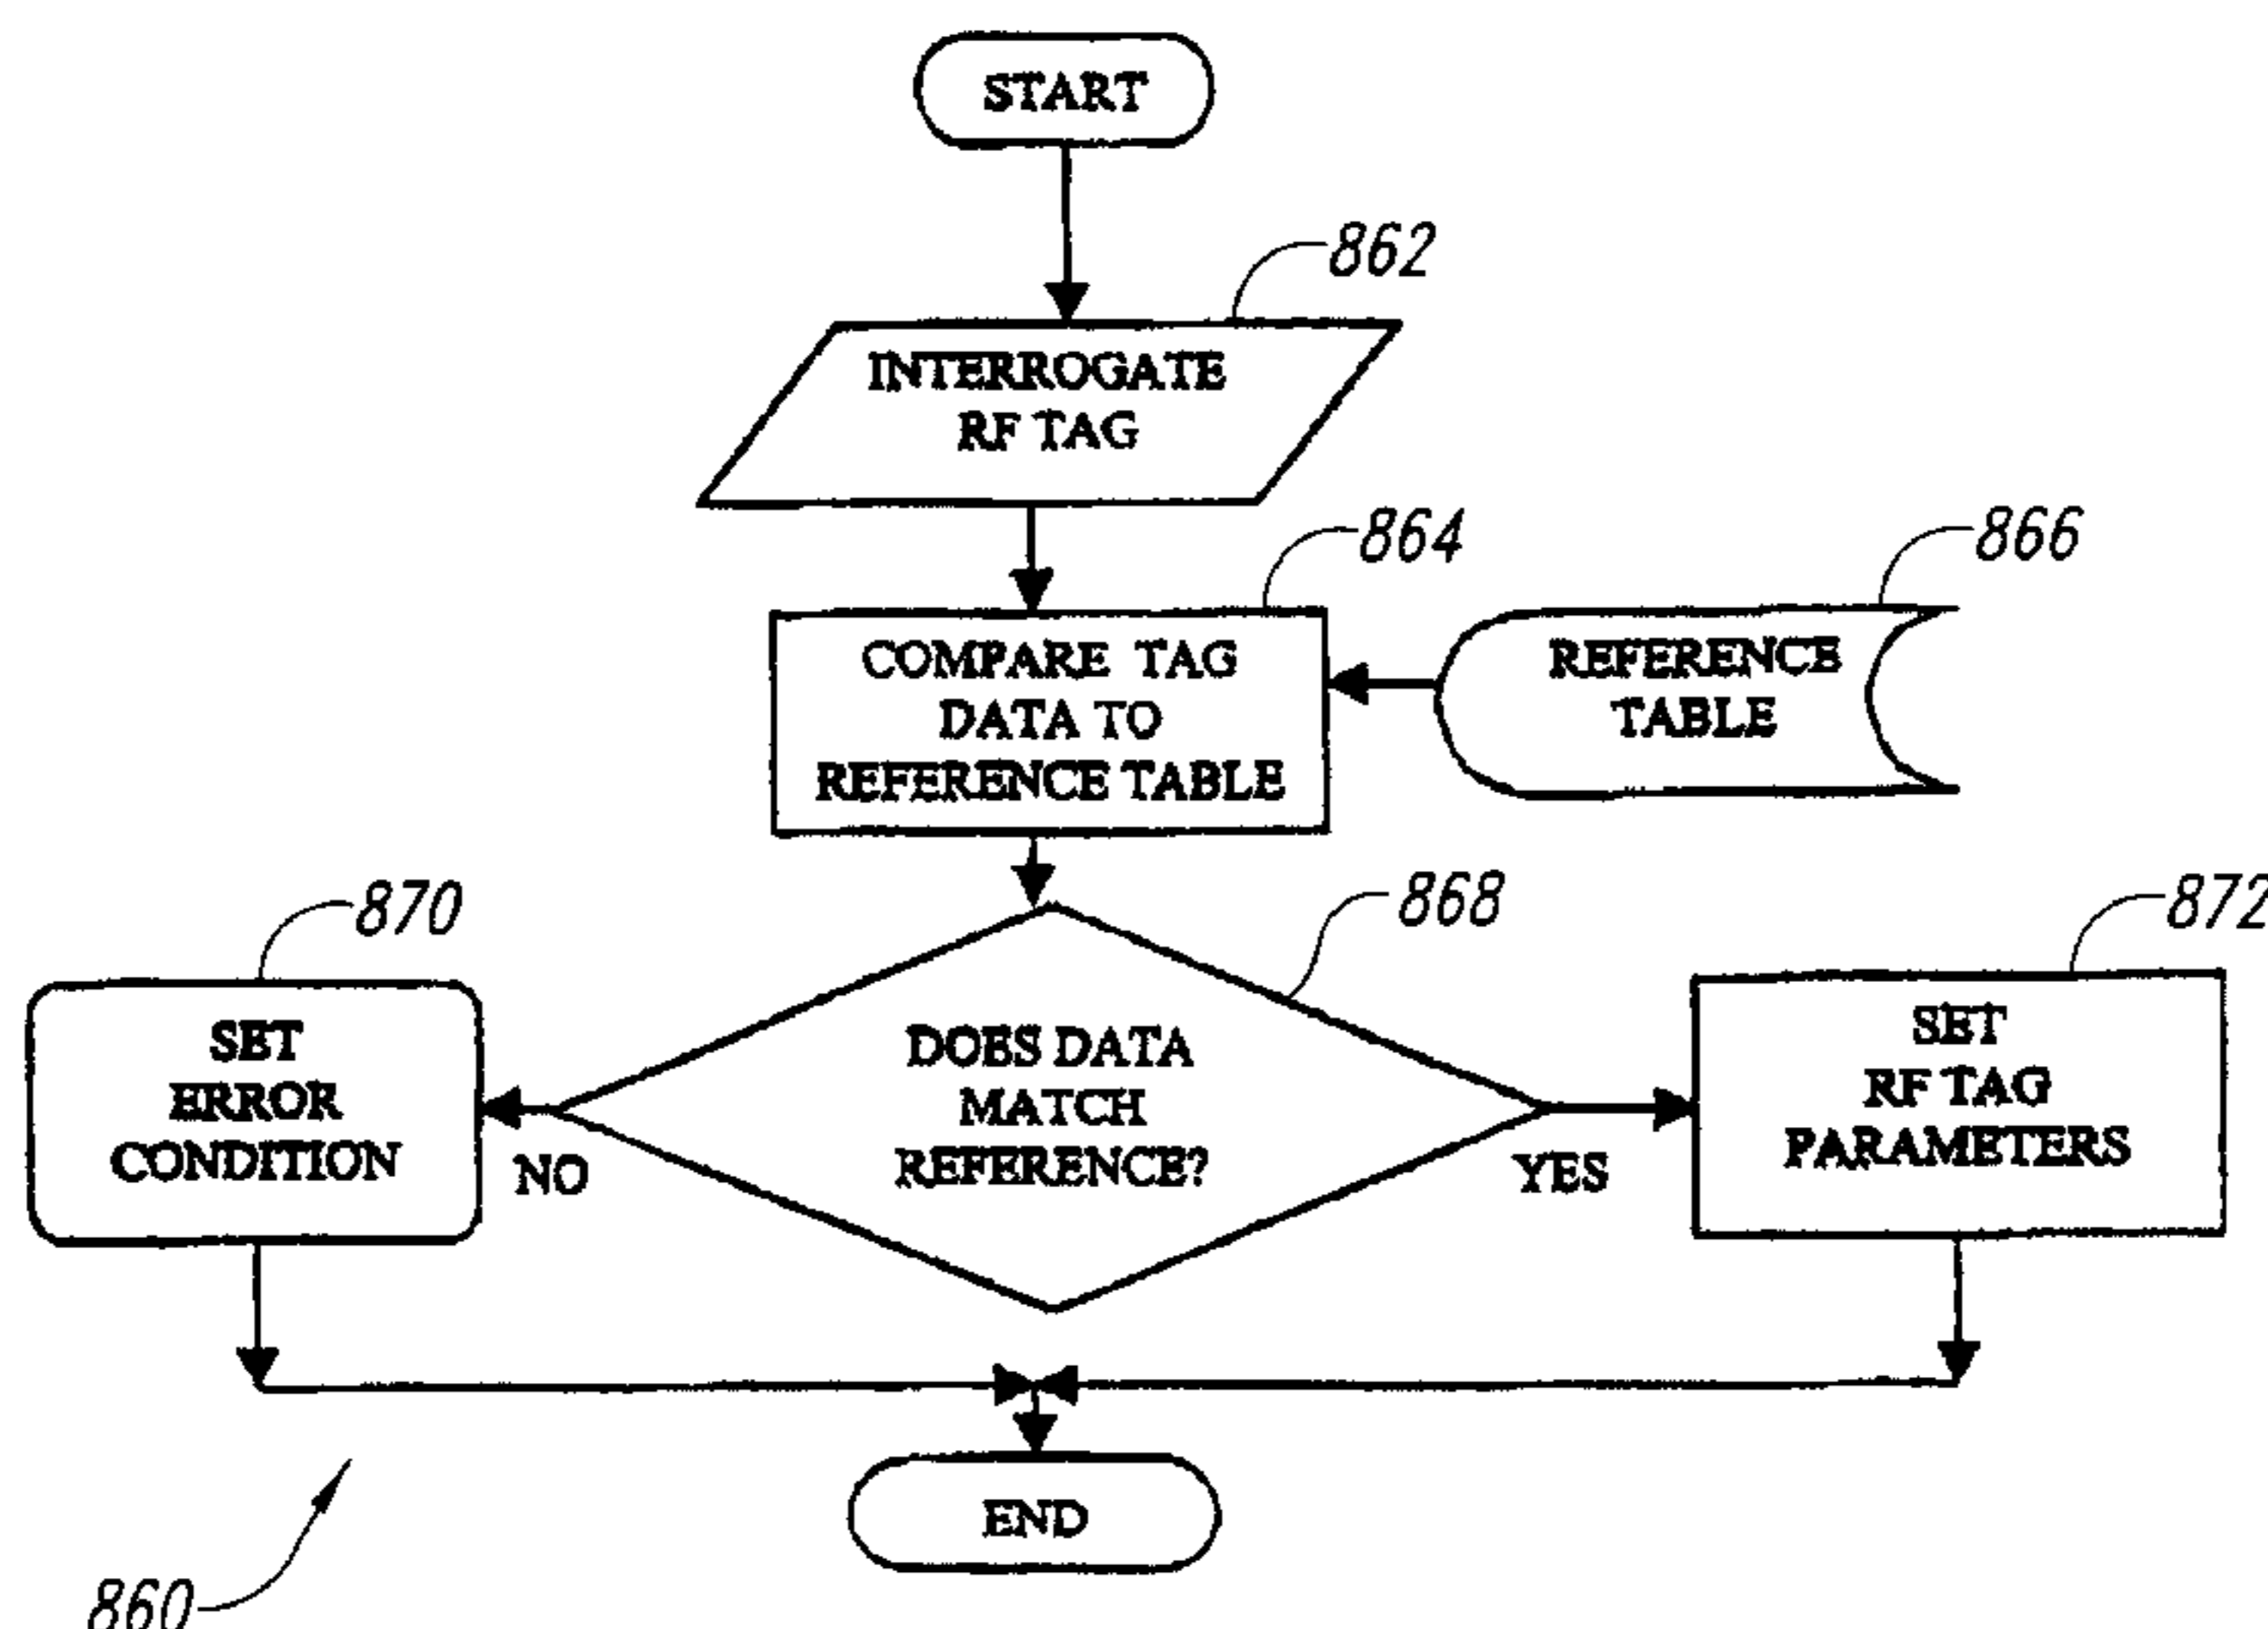 START
862
INTERROGATE
RF TAG
864
866
COMPARE TAG
DATA TO
REFERENCE TABLE
REFERENCE
TABLE
870
868
872
SET
ERROR
CONDITION
NO
DOES DATA
MATCH
REFERENCE?
YES
SET
RF TAG
PARAMETERS
END
860